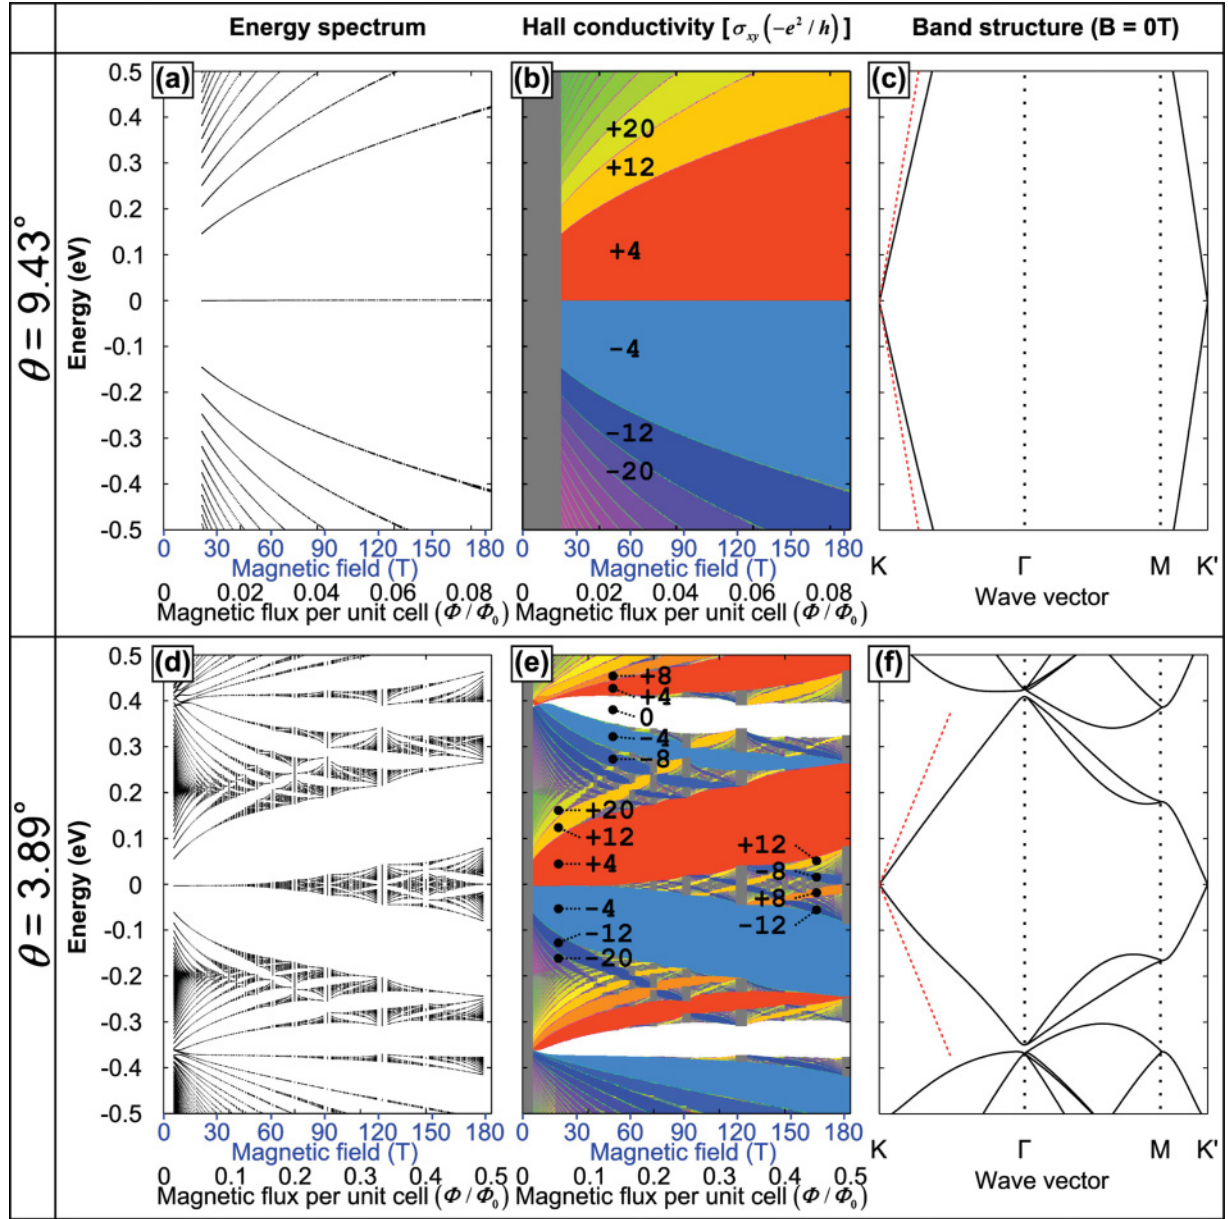 Energy spectrum
Hall conductivity [σxy(−e²/h)]
Band structure (B = 0T)
θ = 9.43°
Energy (eV)
(a)
0.5
0.4
0.3
0.2
0.1
0
-0.1
-0.2
-0.3
-0.4
-0.5
0 30 60 90 120 150 180
Magnetic field (T)
0 0.02 0.04 0.06 0.08
Magnetic flux per unit cell (Φ/Φ₀)
(b)
+20
+12
+4
-4
-12
-20
0 30 60 90 120 150 180
Magnetic field (T)
0 0.02 0.04 0.06 0.08
Magnetic flux per unit cell (Φ/Φ₀)
(c)
K Γ M K'
Wave vector
θ = 3.89°
Energy (eV)
(d)
0.5
0.4
0.3
0.2
0.1
0
-0.1
-0.2
-0.3
-0.4
-0.5
0 30 60 90 120 150 180
Magnetic field (T)
0 0.1 0.2 0.3 0.4 0.5
Magnetic flux per unit cell (Φ/Φ₀)
(e)
+8
+4
0
-4
-8
+20
+12
+4
-4
-12
-20
+12
-8
+8
-12
0 30 60 90 120 150 180
Magnetic field (T)
0 0.1 0.2 0.3 0.4 0.5
Magnetic flux per unit cell (Φ/Φ₀)
(f)
K Γ M K'
Wave vector